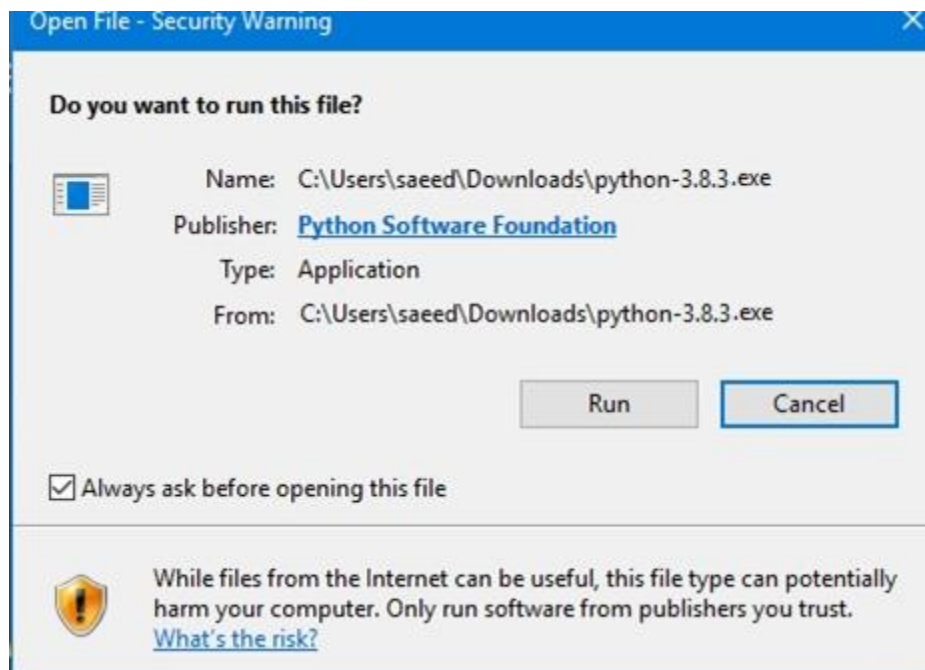 Open File - Security Warning
Do you want to run this file?
Name: C:\Users\saeed\Downloads\python-3.8.3.exe
Publisher: Python Software Foundation
Type: Application
From: C:\Users\saeed\Downloads\python-3.8.3.exe
Run Cancel
Always ask before opening this file
While files from the Internet can be useful, this file type can potentially
harm your computer. Only run software from publishers you trust.
What's the risk?